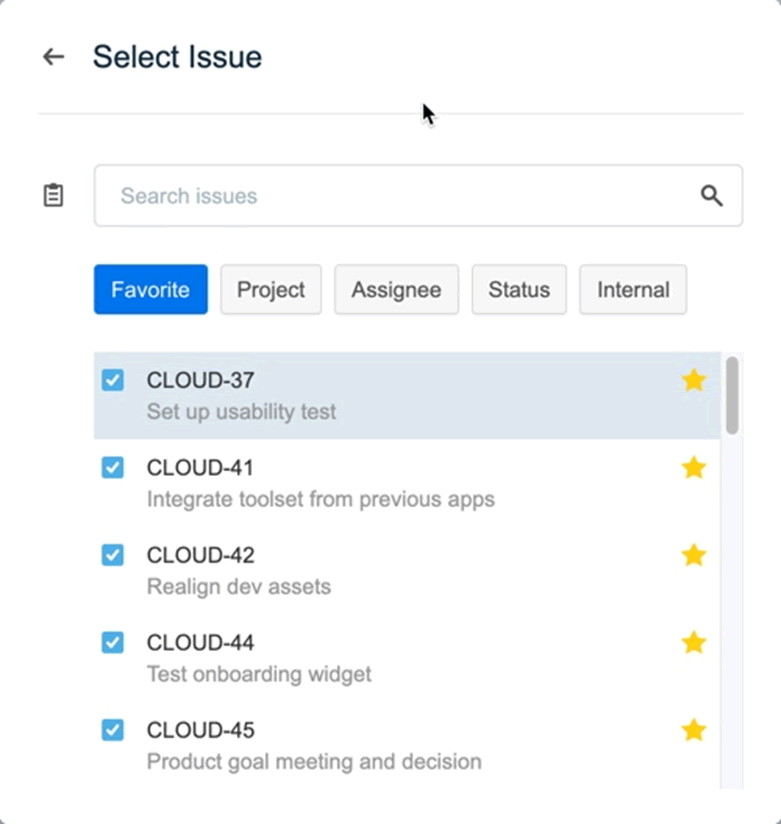 Select Issue
Search issues
Favorite Project Assignee Status Internal
CLOUD-37
Set up usability test
CLOUD-41
Integrate toolset from previous apps
CLOUD-42
Realign dev assets
CLOUD-44
Test onboarding widget
CLOUD-45
Product goal meeting and decision